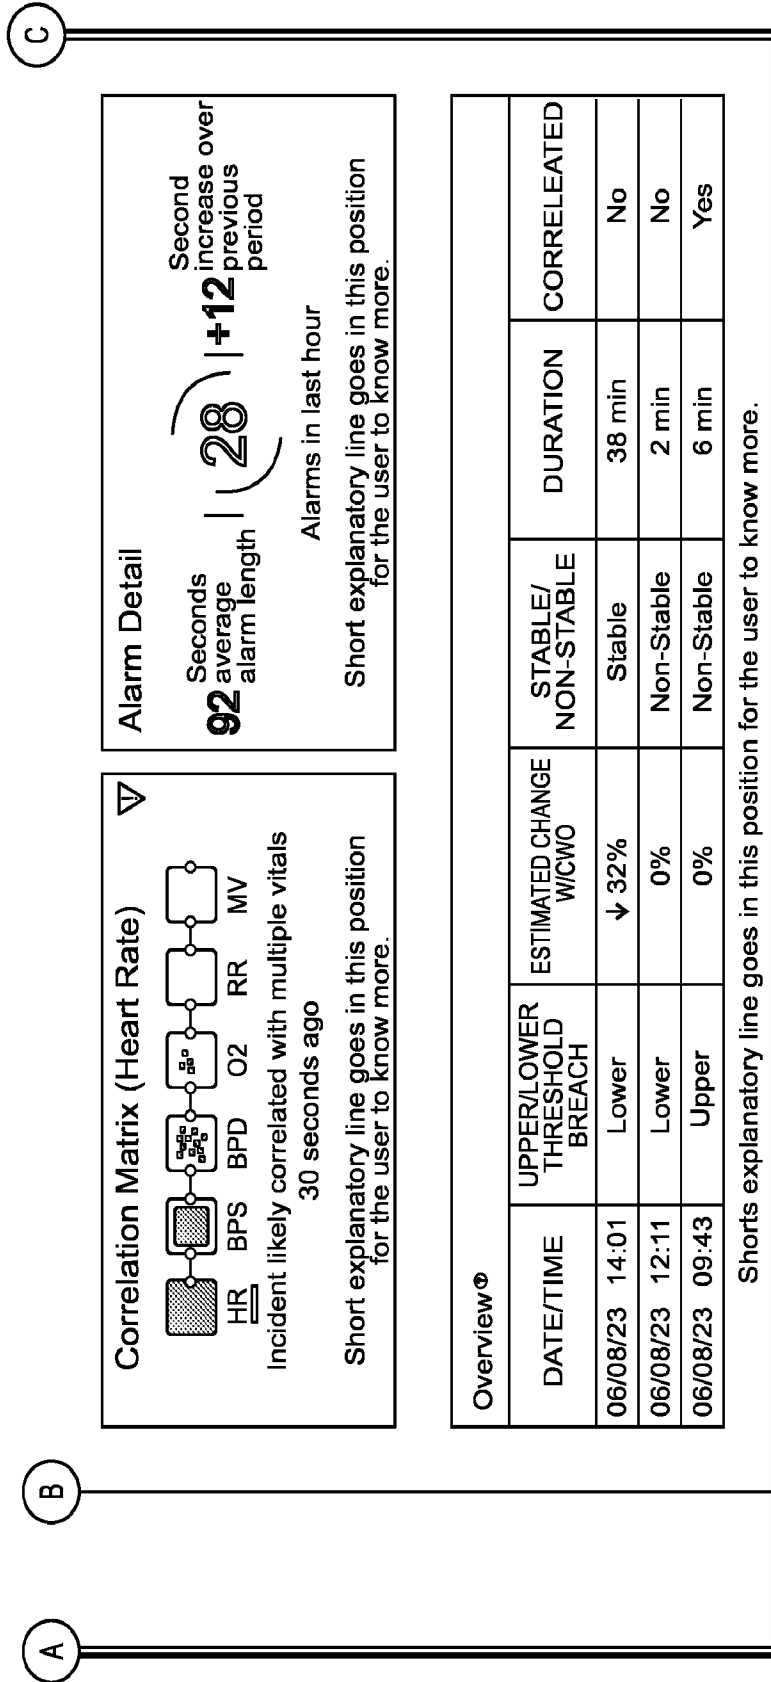 A
B
C
Correlation Matrix (Heart Rate)
HR BPS BPD O2 RR MV
Incident likely correlated with multiple vitals
30 seconds ago
Short explanatory line goes in this position
for the user to know more.
Alarm Detail
92 Seconds
average
alarm length
28
+12 Second
increase over
previous
period
Alarms in last hour
Short explanatory line goes in this position
for the user to know more.
Overview
DATE/TIME UPPER/LOWER THRESHOLD BREACH ESTIMATED CHANGE W/CWO STABLE/ NON-STABLE DURATION CORRELEATED
06/08/23 14:01 Lower ↓ 32% Stable 38 min No
06/08/23 12:11 Lower 0% Non-Stable 2 min No
06/08/23 09:43 Upper 0% Non-Stable 6 min Yes
Shorts explanatory line goes in this position for the user to know more.